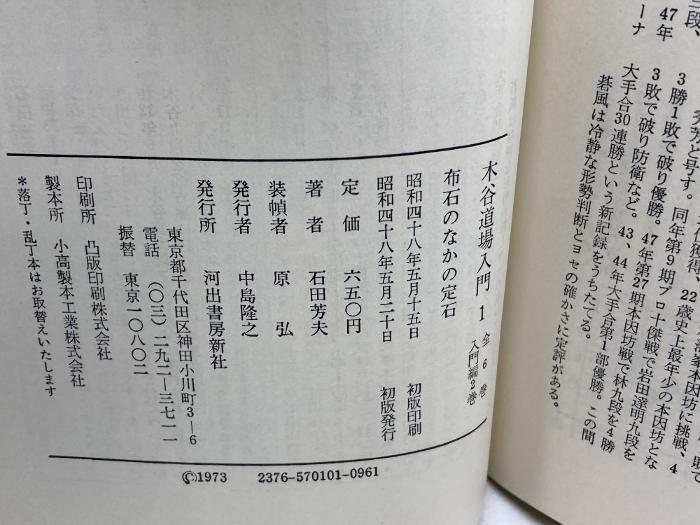 三段、
47年
ーナ
秀芳と号す。同年第9期プロ十傑戦で岩田達明九段を
3勝1敗で破り優勝。47年第27期本因坊戦で林九段を4勝
3敗で破り防衛など。43、44年大手合第1部優勝。この間
大手合30連勝という新記録をうちたてる。
碁風は冷静な形勢判断とヨセの確かさに定評がある。
木谷道場入門 1 全6巻 入門編2巻
布石のなかの定石
昭和四十八年五月十五日 初版印刷
昭和四十八年五月二十日 初版発行
定価 六五〇円
著者 石田芳夫
装幀者 原弘
発行者 中島隆之
発行所 河出書房新社
東京都千代田区神田小川町3―6
電話 (〇三)二九二―三七一一
振替 東京一〇八〇二
印刷所 凸版印刷株式会社
製本所 小高製本工業株式会社
*落丁・乱丁本はお取替えいたします
©1973 2376-570101-0961